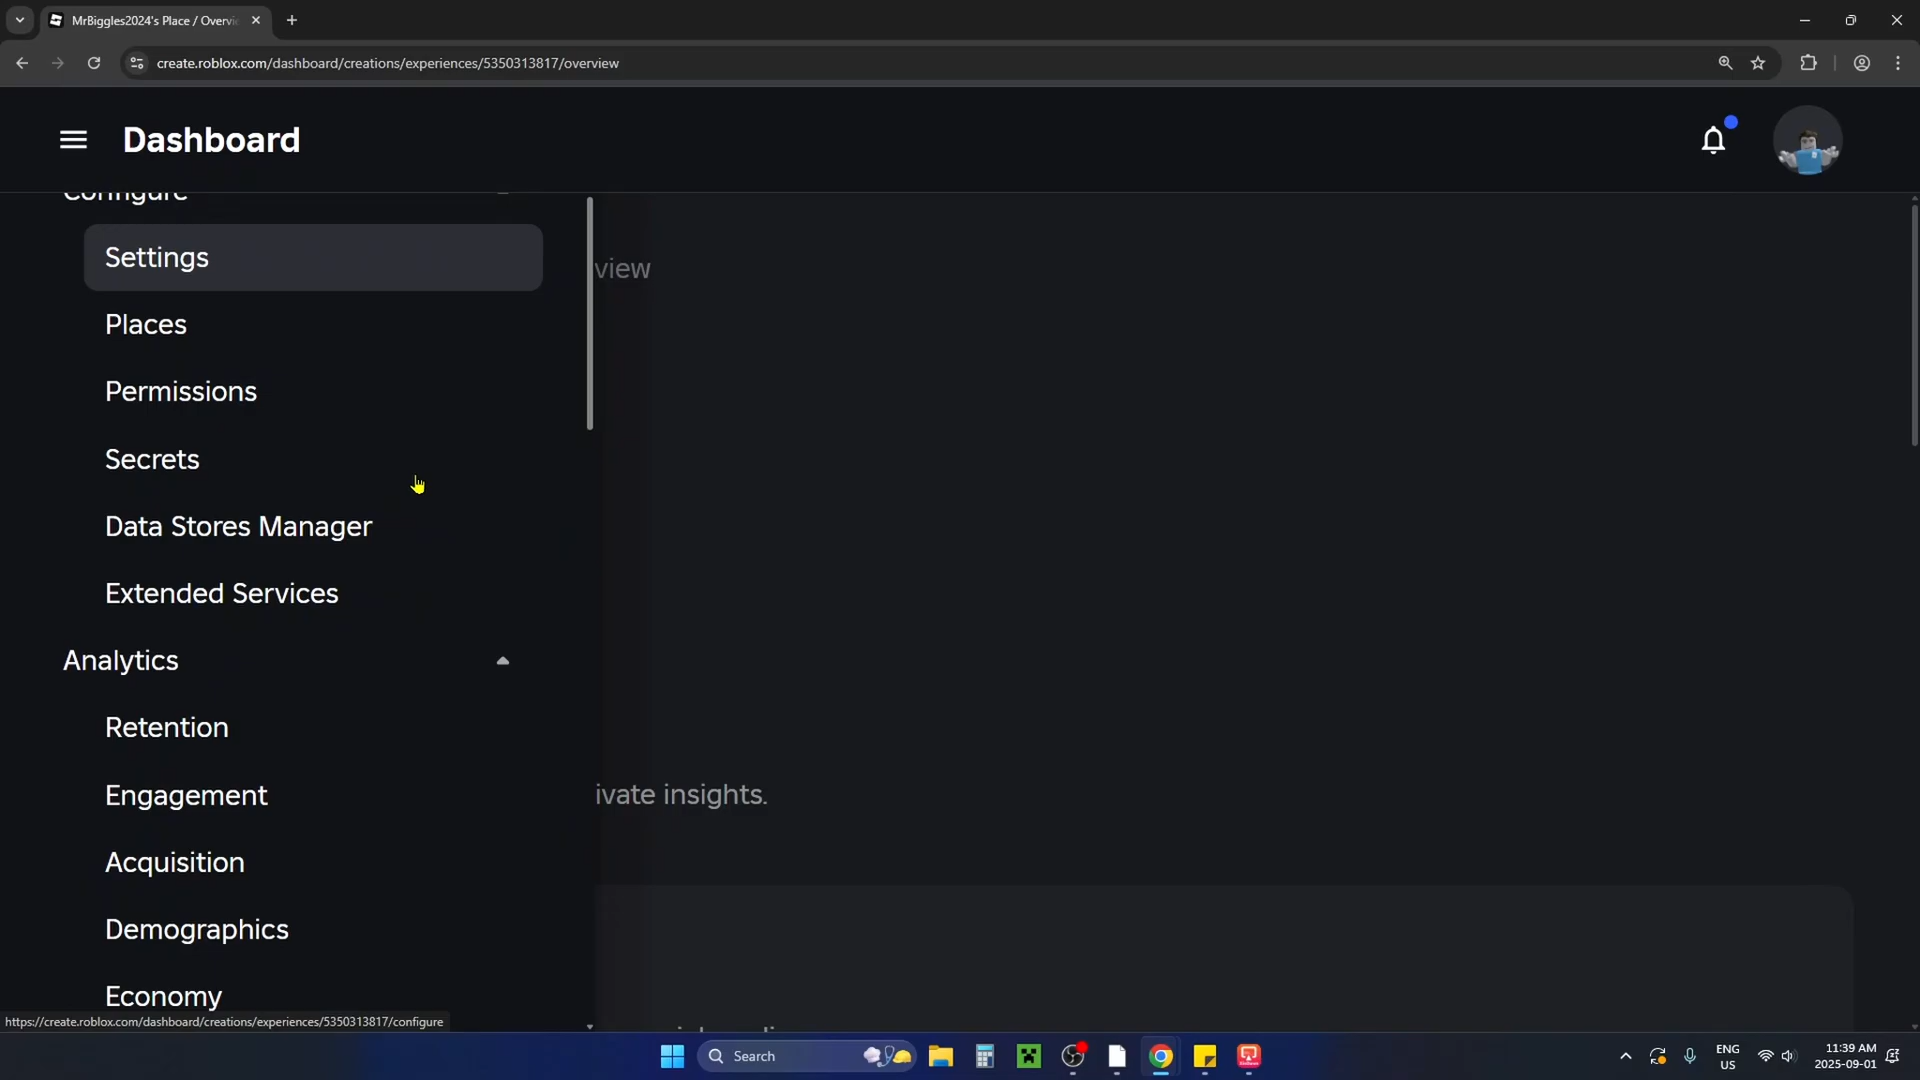 MrBiggles2024's Place / Overvi
create.roblox.com/dashboard/creations/experiences/5350313817/overview
Dashboard
Configure
Settings
view
Places
Permissions
Secrets
Data Stores Manager
Extended Services
Analytics
Retention
Engagement
ivate insights.
Acquisition
Demographics
Economy
https://create.roblox.com/dashboard/creations/experiences/5350313817/configure
Search
ENG
US
11:39 AM
2025-09-01